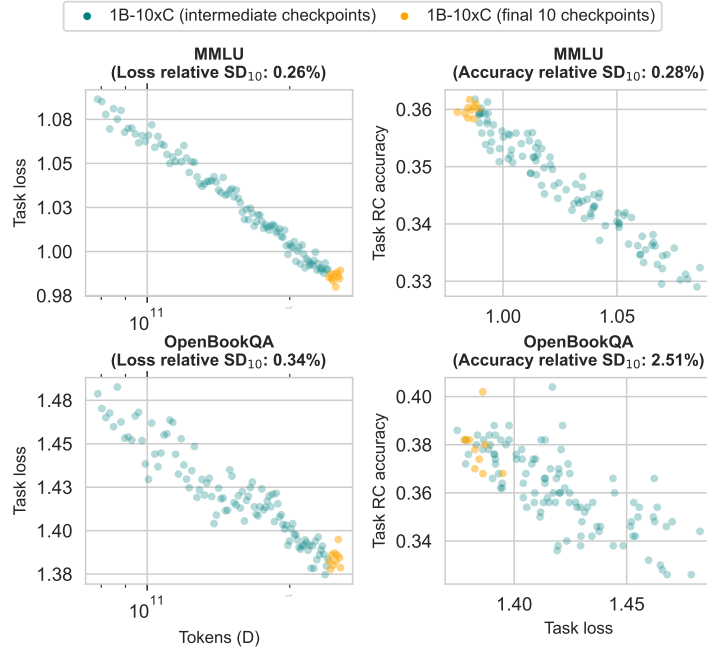 1B-10xC (intermediate checkpoints) 1B-10xC (final 10 checkpoints)
MMLU
(Loss relative SD₁₀: 0.26%)
Task loss
1.08
1.05
1.03
1.00
0.98
10¹¹
MMLU
(Accuracy relative SD₁₀: 0.28%)
Task RC accuracy
0.36
0.35
0.34
0.33
1.00 1.05
OpenBookQA
(Loss relative SD₁₀: 0.34%)
Task loss
1.48
1.45
1.43
1.40
1.38
10¹¹
Tokens (D)
OpenBookQA
(Accuracy relative SD₁₀: 2.51%)
Task RC accuracy
0.40
0.38
0.36
0.34
1.40 1.45
Task loss